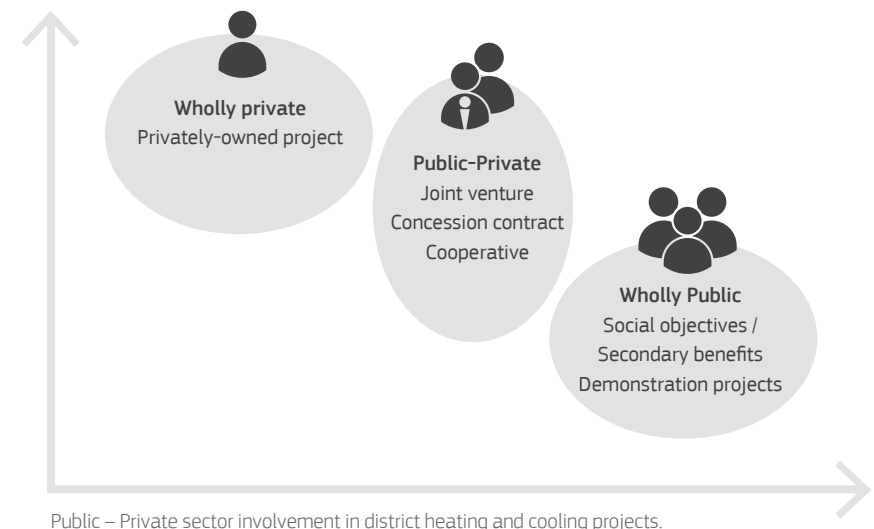 Wholly private
Privately-owned project
Public-Private
Joint venture
Concession contract
Cooperative
Wholly Public
Social objectives /
Secondary benefits
Demonstration projects
Public – Private sector involvement in district heating and cooling projects.